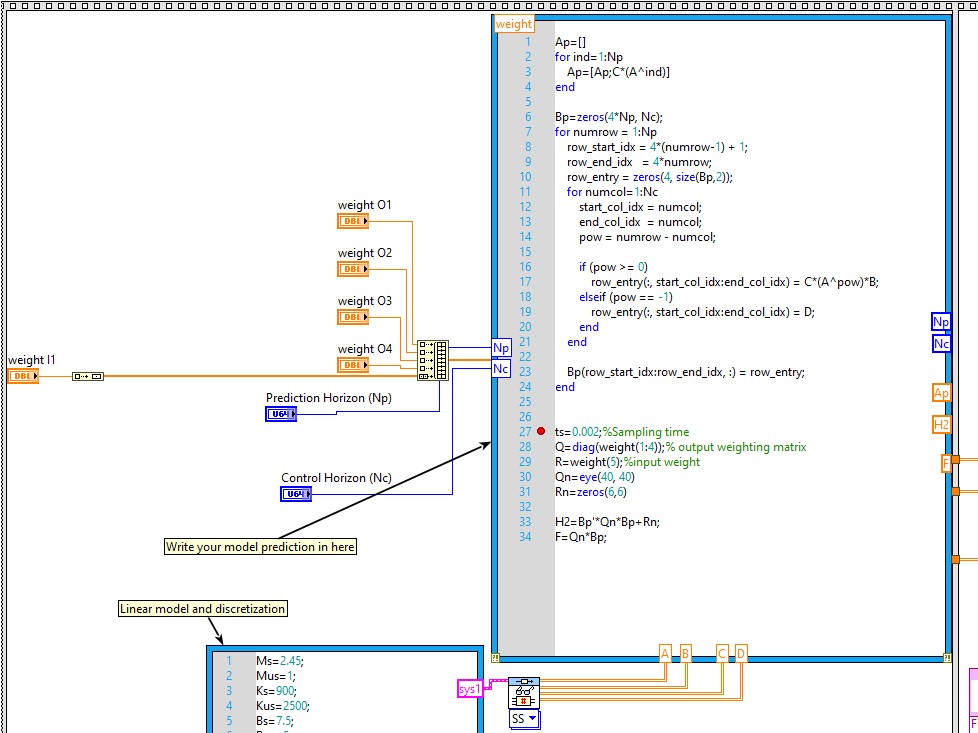 weight
1 Ap=[]
2 for ind=1:Np
3 Ap=[Ap;C*(A^ind)]
4 end
5
6 Bp=zeros(4*Np, Nc);
7 for numrow = 1:Np
8 row_start_idx = 4*(numrow-1) + 1;
9 row_end_idx = 4*numrow;
10 row_entry = zeros(4, size(Bp,2));
11 for numcol=1:Nc
12 start_col_idx = numcol;
13 end_col_idx = numcol;
14 pow = numrow - numcol;
15
16 if (pow >= 0)
17 row_entry(:, start_col_idx:end_col_idx) = C*(A^pow)*B;
18 elseif (pow == -1)
19 row_entry(:, start_col_idx:end_col_idx) = D;
20 end
21 end
22
23 Bp(row_start_idx:row_end_idx, :) = row_entry;
24 end
25
26
27 ts=0.002;%Sampling time
28 Q=diag(weight(1:4));% output weighting matrix
29 R=weight(5);%input weight
30 Qn=eye(40, 40)
31 Rn=zeros(6,6)
32
33 H2=Bp'*Qn*Bp+Rn;
34 F=Qn*Bp;
weight O1
DBL
weight O2
DBL
weight O3
DBL
weight O4
DBL
weight I1
DBL
Np
Nc
Np
Nc
Ap
H2
F
Prediction Horizon (Np)
U64
Control Horizon (Nc)
U64
Write your model prediction in here
Linear model and discretization
A B C D
1 Ms=2.45;
2 Mus=1;
3 Ks=900;
4 Kus=2500;
5 Bs=7.5;
sys1
SS
F